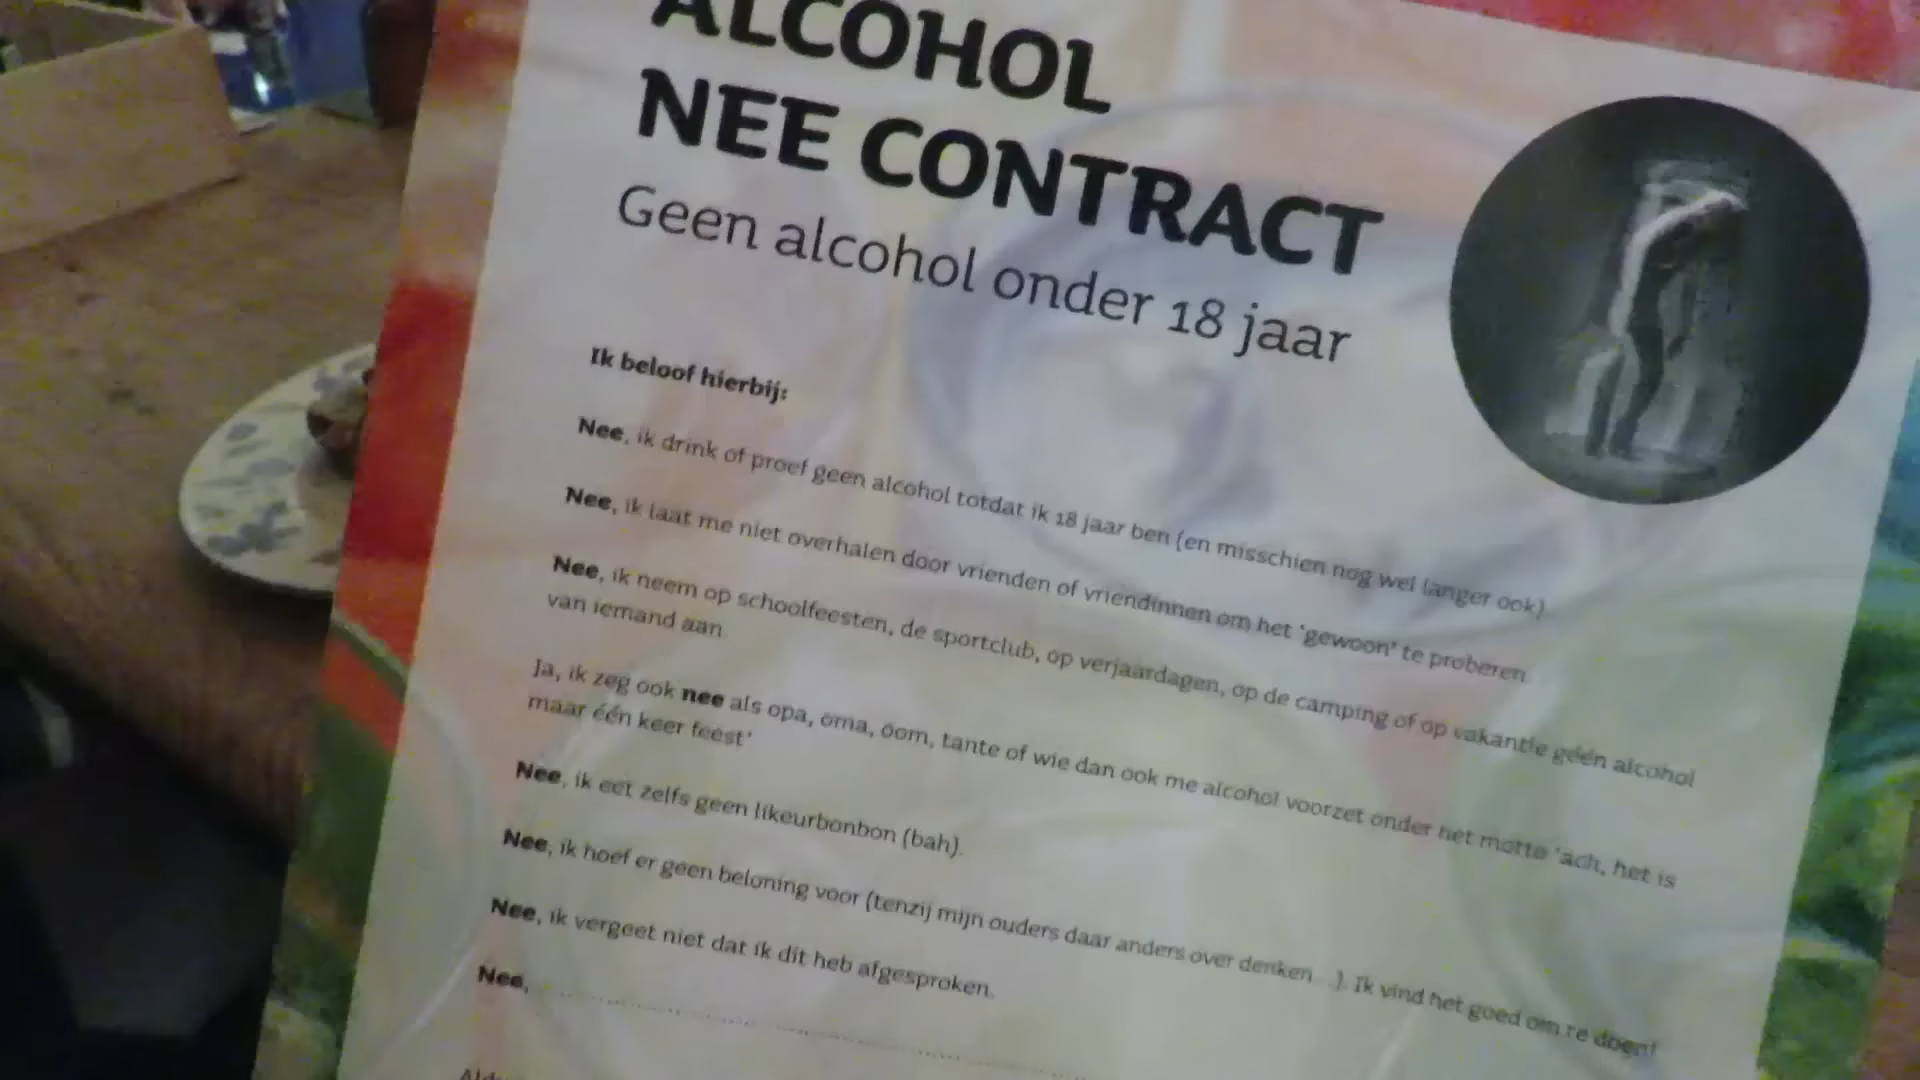 ALCOHOL
NEE CONTRACT
Geen alcohol onder 18 jaar
Ik beloof hierbij:
Nee, ik drink of proef geen alcohol totdat ik 18 jaar ben (en misschien nog wel langer ook).
Nee, ik laat me niet overhalen door vrienden of vriendinnen om het 'gewoon' te proberen.
Nee, ik neem op schoolfeesten, de sportclub, op verjaardagen, op de camping of op vakantie géén alcohol
van iemand aan.
Ja, ik zeg ook nee als opa, oma, oom, tante of wie dan ook me alcohol voorzet onder het motto 'ach, het is
maar één keer feest'
Nee, ik eet zelfs geen likeurbonbon (bah).
Nee, ik hoef er geen beloning voor (tenzij mijn ouders daar anders over denken...). Ik vind het goed om te doen!
Nee, ik vergeet niet dat ik dit heb afgesproken.
Nee,